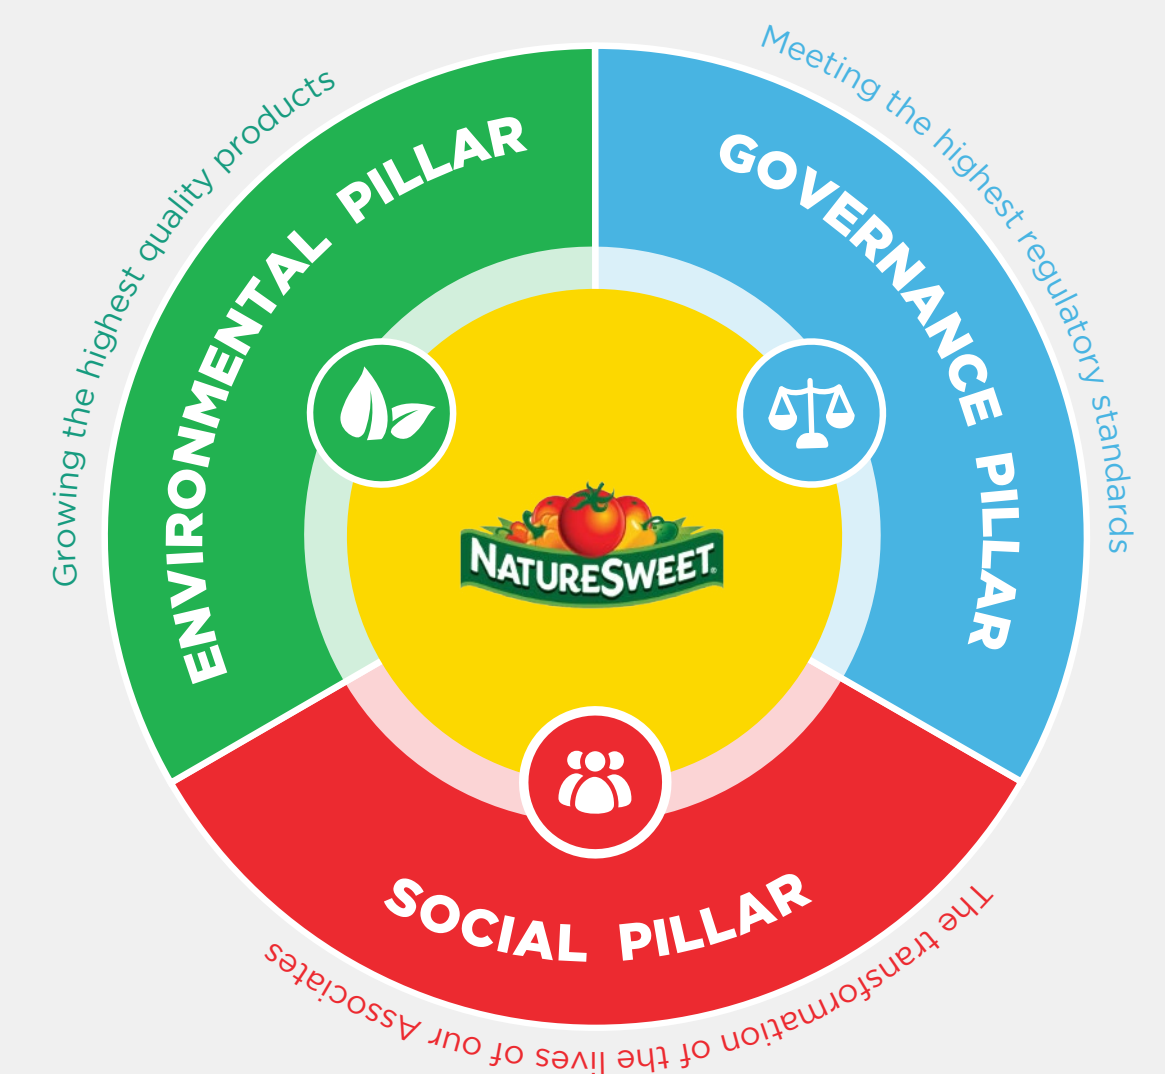 Growing the highest quality products
ENVIRONMENTAL PILLAR
Meeting the highest regulatory standards
GOVERNANCE PILLAR
NATURESWEET®
SOCIAL PILLAR
The transformation of the lives of our Associates